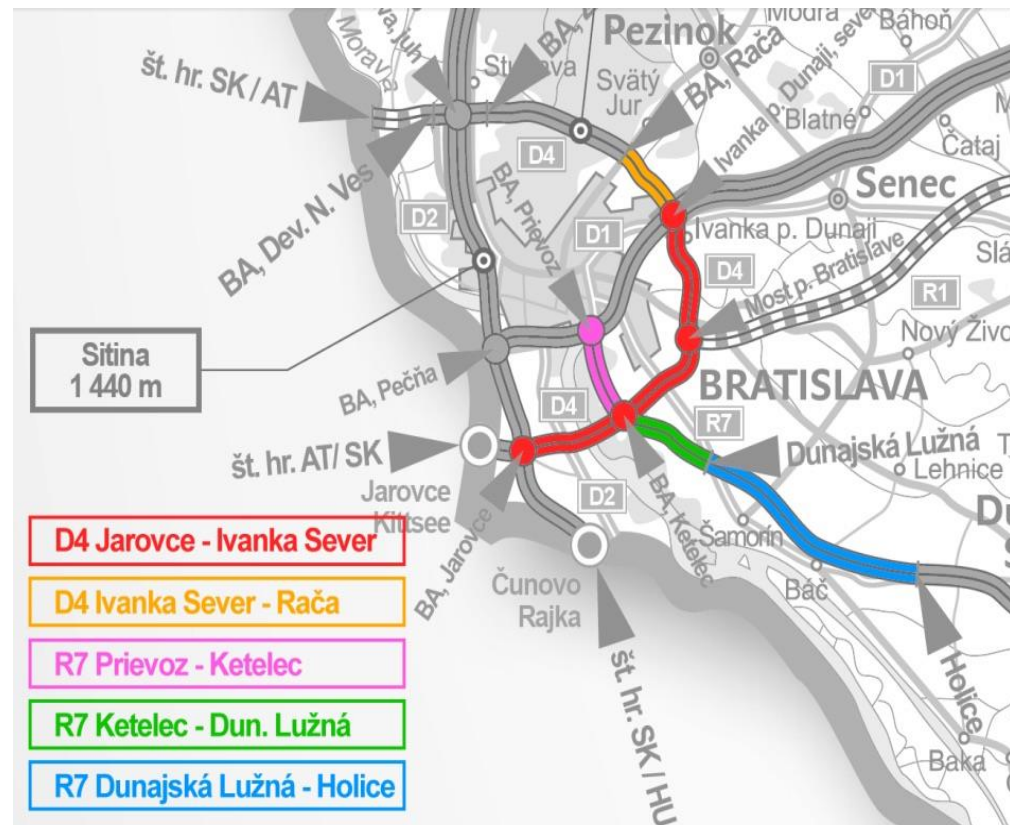 Modra
Báhoň
Pezinok
Morava
BA, Rača
št. hr. SK / AT
Stupava
Svätý
Jur
Dunaji, sever
Ivanka p.
D1
Blatné
Čataj
D4
BA, Dev. N. Ves
D2
BA, Prievoz
D1
Senec
Ivanka p. Dunaji
D4
Most p. Bratislave
R1
Sitina
1 440 m
BA, Pečňa
BRATISLAVA
D4
R7
Dunajská Lužná
Lehnice
št. hr. AT/ SK
Jarovce
Kittsee
D2
BA, Ketelec
Šamorín
Báč
BA, Jarovce
Čunovo
Rajka
št. hr. SK / HU
Holice
Baka
D4 Jarovce - Ivanka Sever
D4 Ivanka Sever - Rača
R7 Prievoz - Ketelec
R7 Ketelec - Dun. Lužná
R7 Dunajská Lužná - Holice